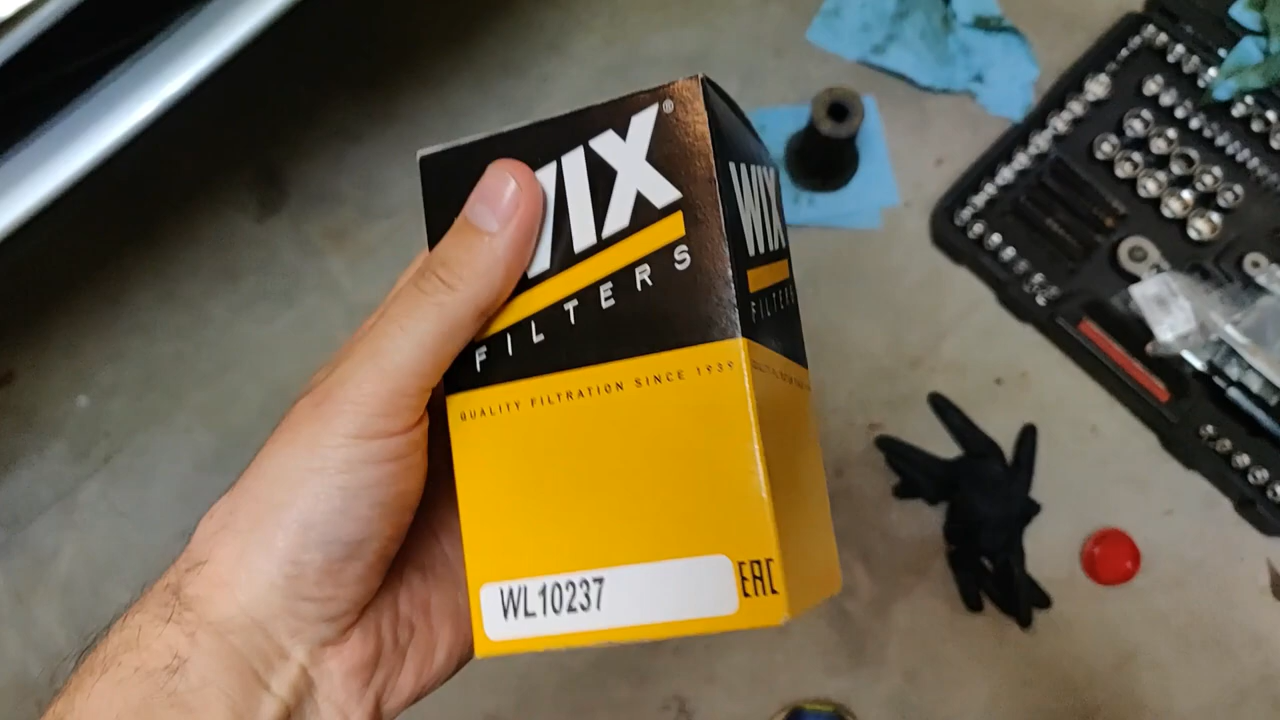 WIX®
FILTERS
QUALITY FILTRATION SINCE 1939
WL10237
EAC
WIX
FILTERS